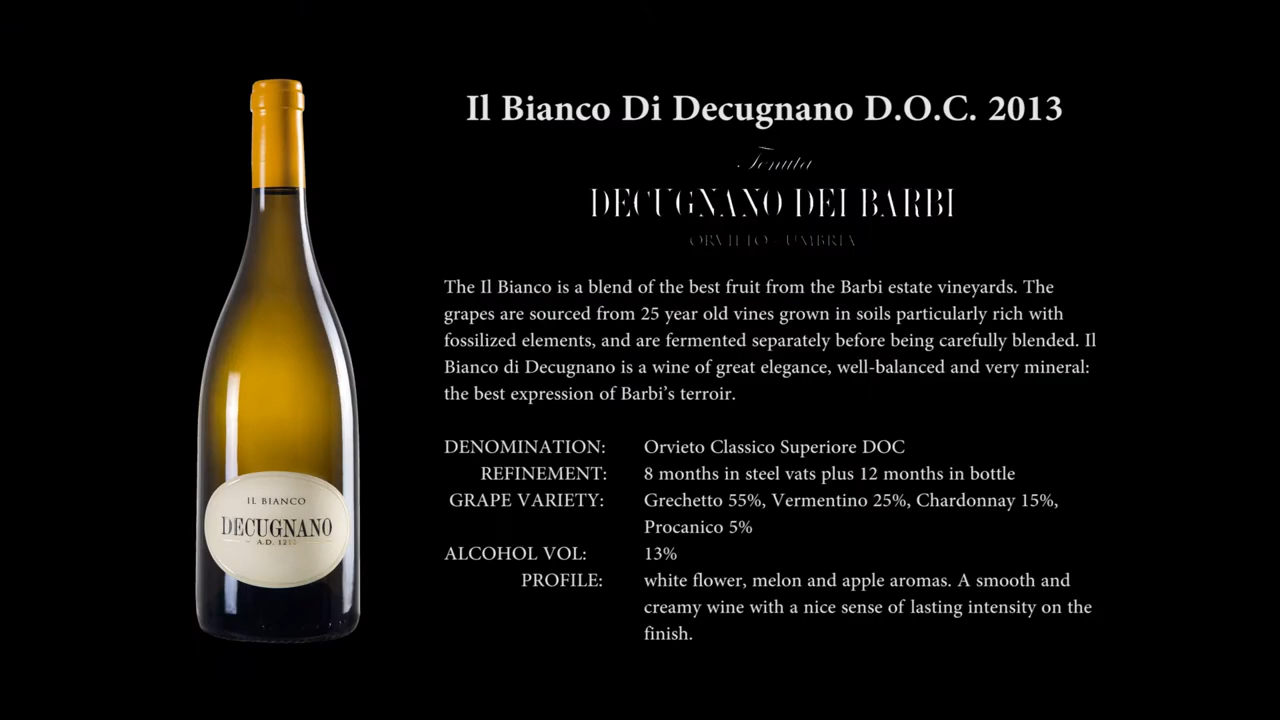 Il Bianco Di Decugnano D.O.C. 2013
Tenuta
DECUGNANO DEI BARBI
ORVIETO - UMBRIA
The Il Bianco is a blend of the best fruit from the Barbi estate vineyards. The
grapes are sourced from 25 year old vines grown in soils particularly rich with
fossilized elements, and are fermented separately before being carefully blended. Il
Bianco di Decugnano is a wine of great elegance, well-balanced and very mineral:
the best expression of Barbi’s terroir.
DENOMINATION: Orvieto Classico Superiore DOC
REFINEMENT: 8 months in steel vats plus 12 months in bottle
GRAPE VARIETY: Grechetto 55%, Vermentino 25%, Chardonnay 15%,
Procanico 5%
ALCOHOL VOL: 13%
PROFILE: white flower, melon and apple aromas. A smooth and
creamy wine with a nice sense of lasting intensity on the
finish.
IL BIANCO
DECUGNANO
A.D.